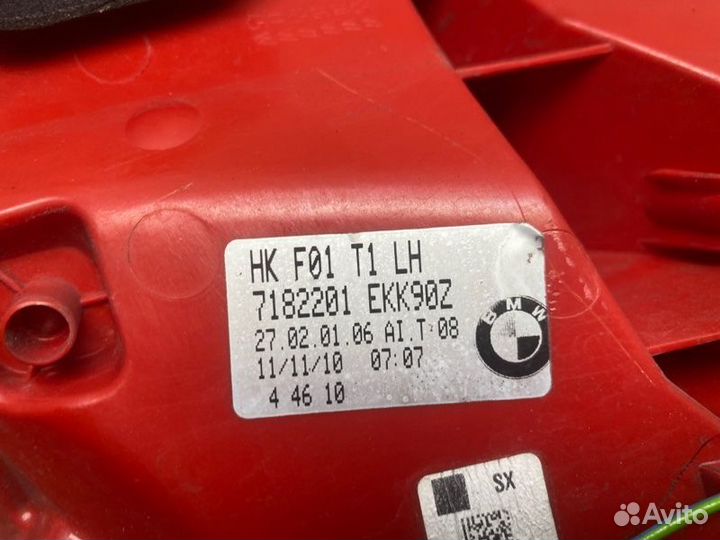 HK F01 T1 LH
7182201 EKK90Z
27.02.01.06 AI.T-08
11/11/10 07:07
4 46 10
BMW
SX
Avito